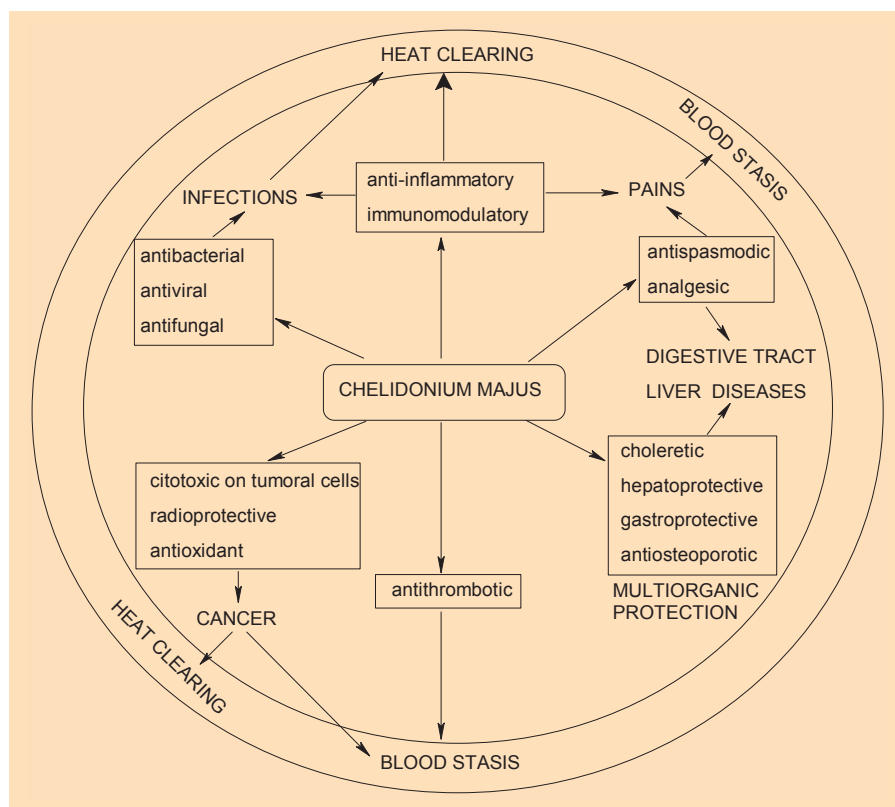 HEAT CLEARING
BLOOD STASIS
INFECTIONS
anti-inflammatory
immunomodulatory
PAINS
antibacterial
antiviral
antifungal
antispasmodic
analgesic
DIGESTIVE TRACT
LIVER DISEASES
CHELIDONIUM MAJUS
citotoxic on tumoral cells
radioprotective
antioxidant
choleretic
hepatoprotective
gastroprotective
antiosteoporotic
MULTIORGANIC
PROTECTION
antithrombotic
CANCER
HEAT CLEARING
BLOOD STASIS